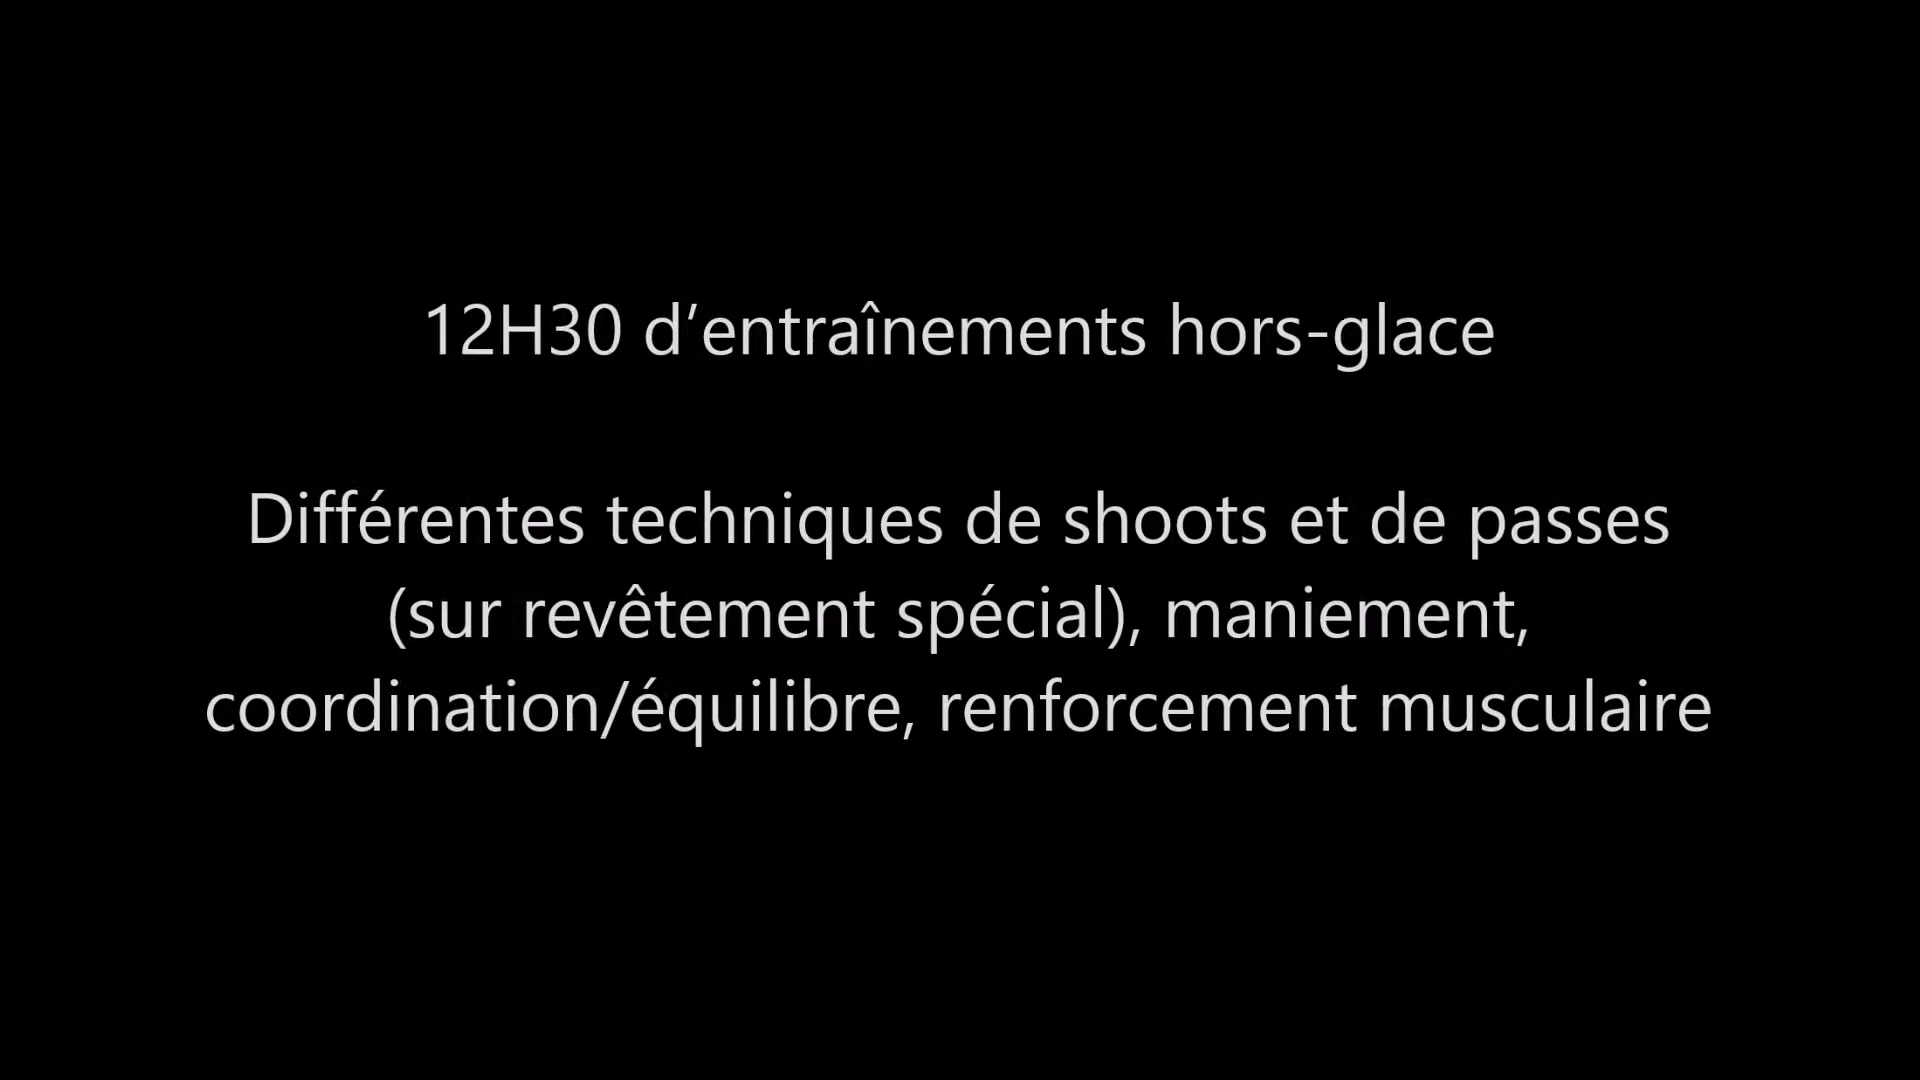 12H30 d’entraînements hors-glace
Différentes techniques de shoots et de passes
(sur revêtement spécial), maniement,
coordination/équilibre, renforcement musculaire